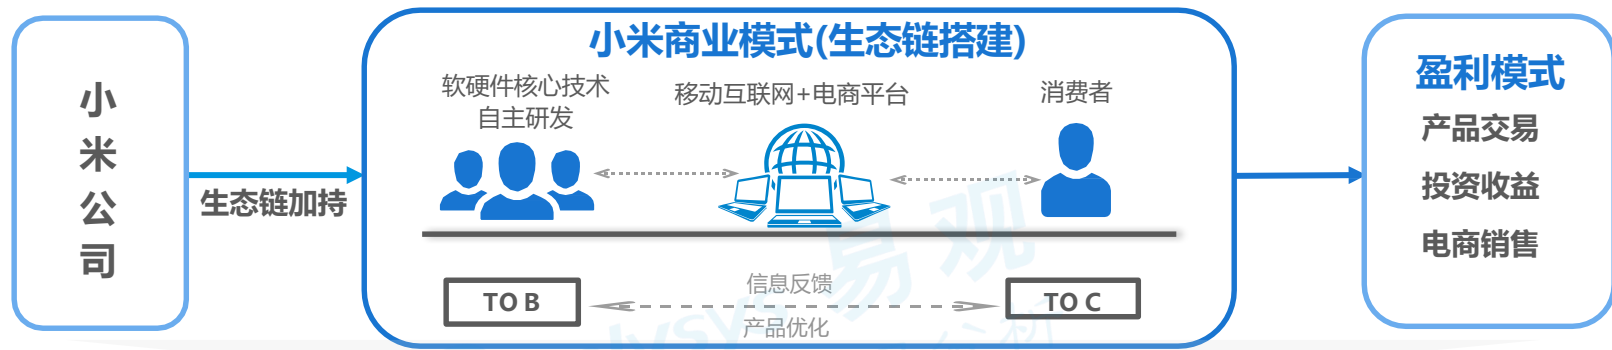 小
米
公
司
生态链加持
小米商业模式(生态链搭建)
软硬件核心技术
自主研发
移动互联网+电商平台
消费者
TO B
信息反馈
产品优化
TO C
盈利模式
产品交易
投资收益
电商销售
易观